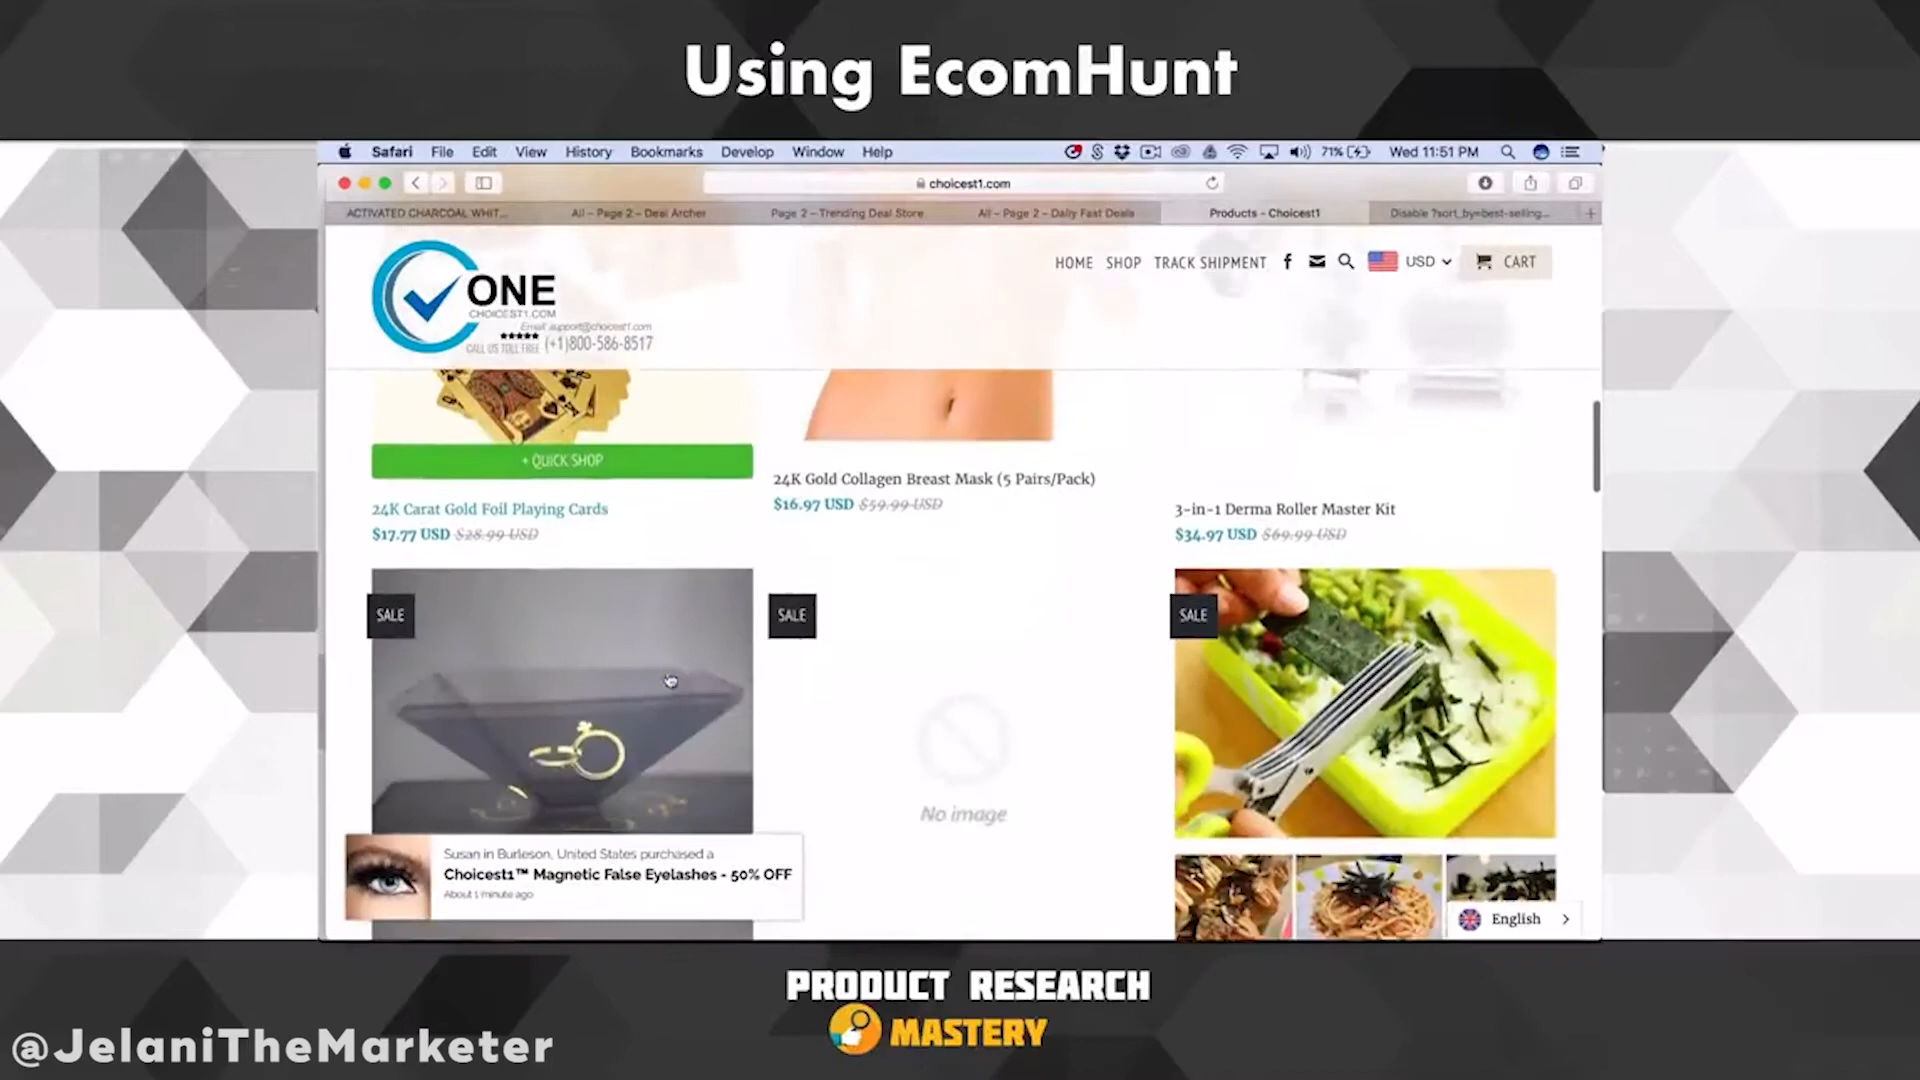 Using EcomHunt
Safari File Edit View History Bookmarks Develop Window Help 71% Wed 11:51 PM
choicest1.com
ACTIVATED CHARCOAL WHIT... All – Page 2 – Deal Archer Page 2 – Trending Deal Store All – Page 2 – Daily Fast Deals Products – Choicest1 Disable ?sort_by=best-selling...
HOME SHOP TRACK SHIPMENT USD CART
ONE
CHOICEST1.COM
Email: support@choicest1.com
CALL US TOLL FREE (+1)800-586-8517
+ QUICK SHOP
24K Carat Gold Foil Playing Cards
$17.77 USD $28.99 USD
24K Gold Collagen Breast Mask (5 Pairs/Pack)
$16.97 USD $59.99 USD
3-in-1 Derma Roller Master Kit
$34.97 USD $69.99 USD
SALE
SALE
SALE
No image
Susan in Burleson, United States purchased a
Choicest1™ Magnetic False Eyelashes - 50% OFF
About 1 minute ago
English
PRODUCT RESEARCH
MASTERY
@JelaniTheMarketer